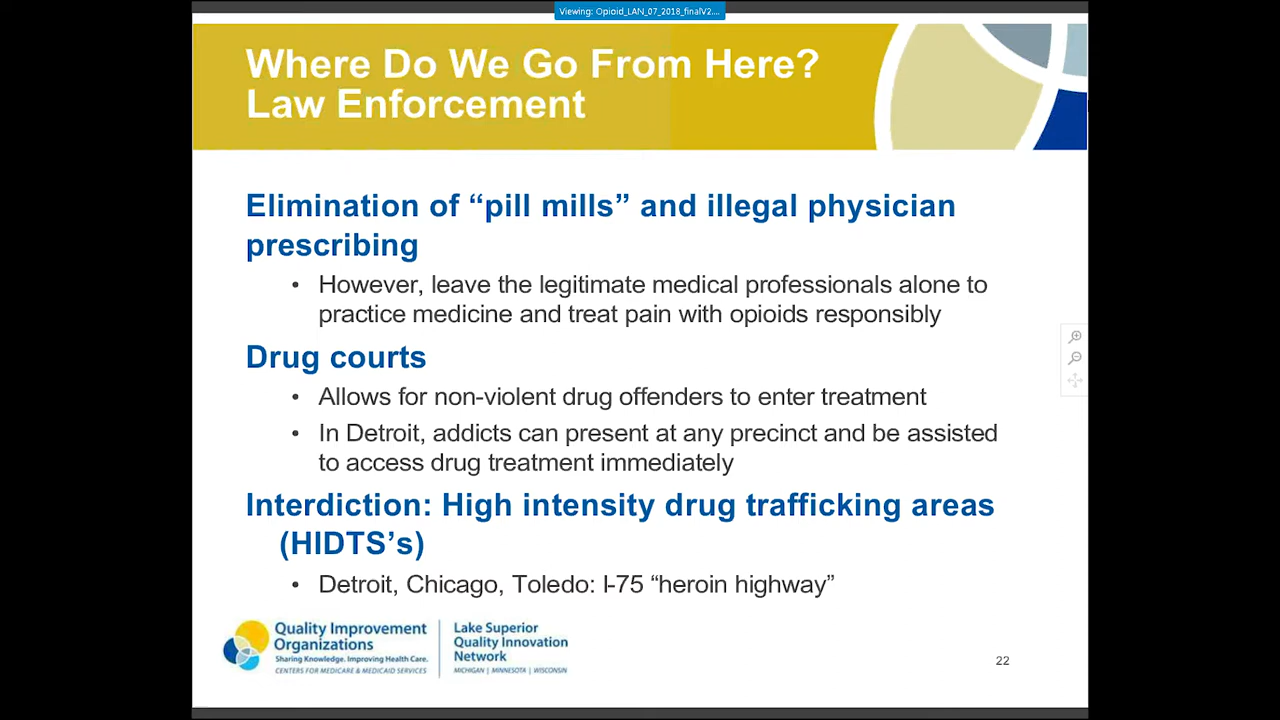 Viewing: Opioid_LAN_07_2018_finalV2....
Where Do We Go From Here?
Law Enforcement
Elimination of “pill mills” and illegal physician
prescribing
• However, leave the legitimate medical professionals alone to
practice medicine and treat pain with opioids responsibly
Drug courts
• Allows for non-violent drug offenders to enter treatment
• In Detroit, addicts can present at any precinct and be assisted
to access drug treatment immediately
Interdiction: High intensity drug trafficking areas
(HIDTS’s)
• Detroit, Chicago, Toledo: I-75 “heroin highway”
Quality Improvement
Organizations
Sharing Knowledge. Improving Health Care.
CENTERS FOR MEDICARE & MEDICAID SERVICES
Lake Superior
Quality Innovation
Network
MICHIGAN | MINNESOTA | WISCONSIN
22